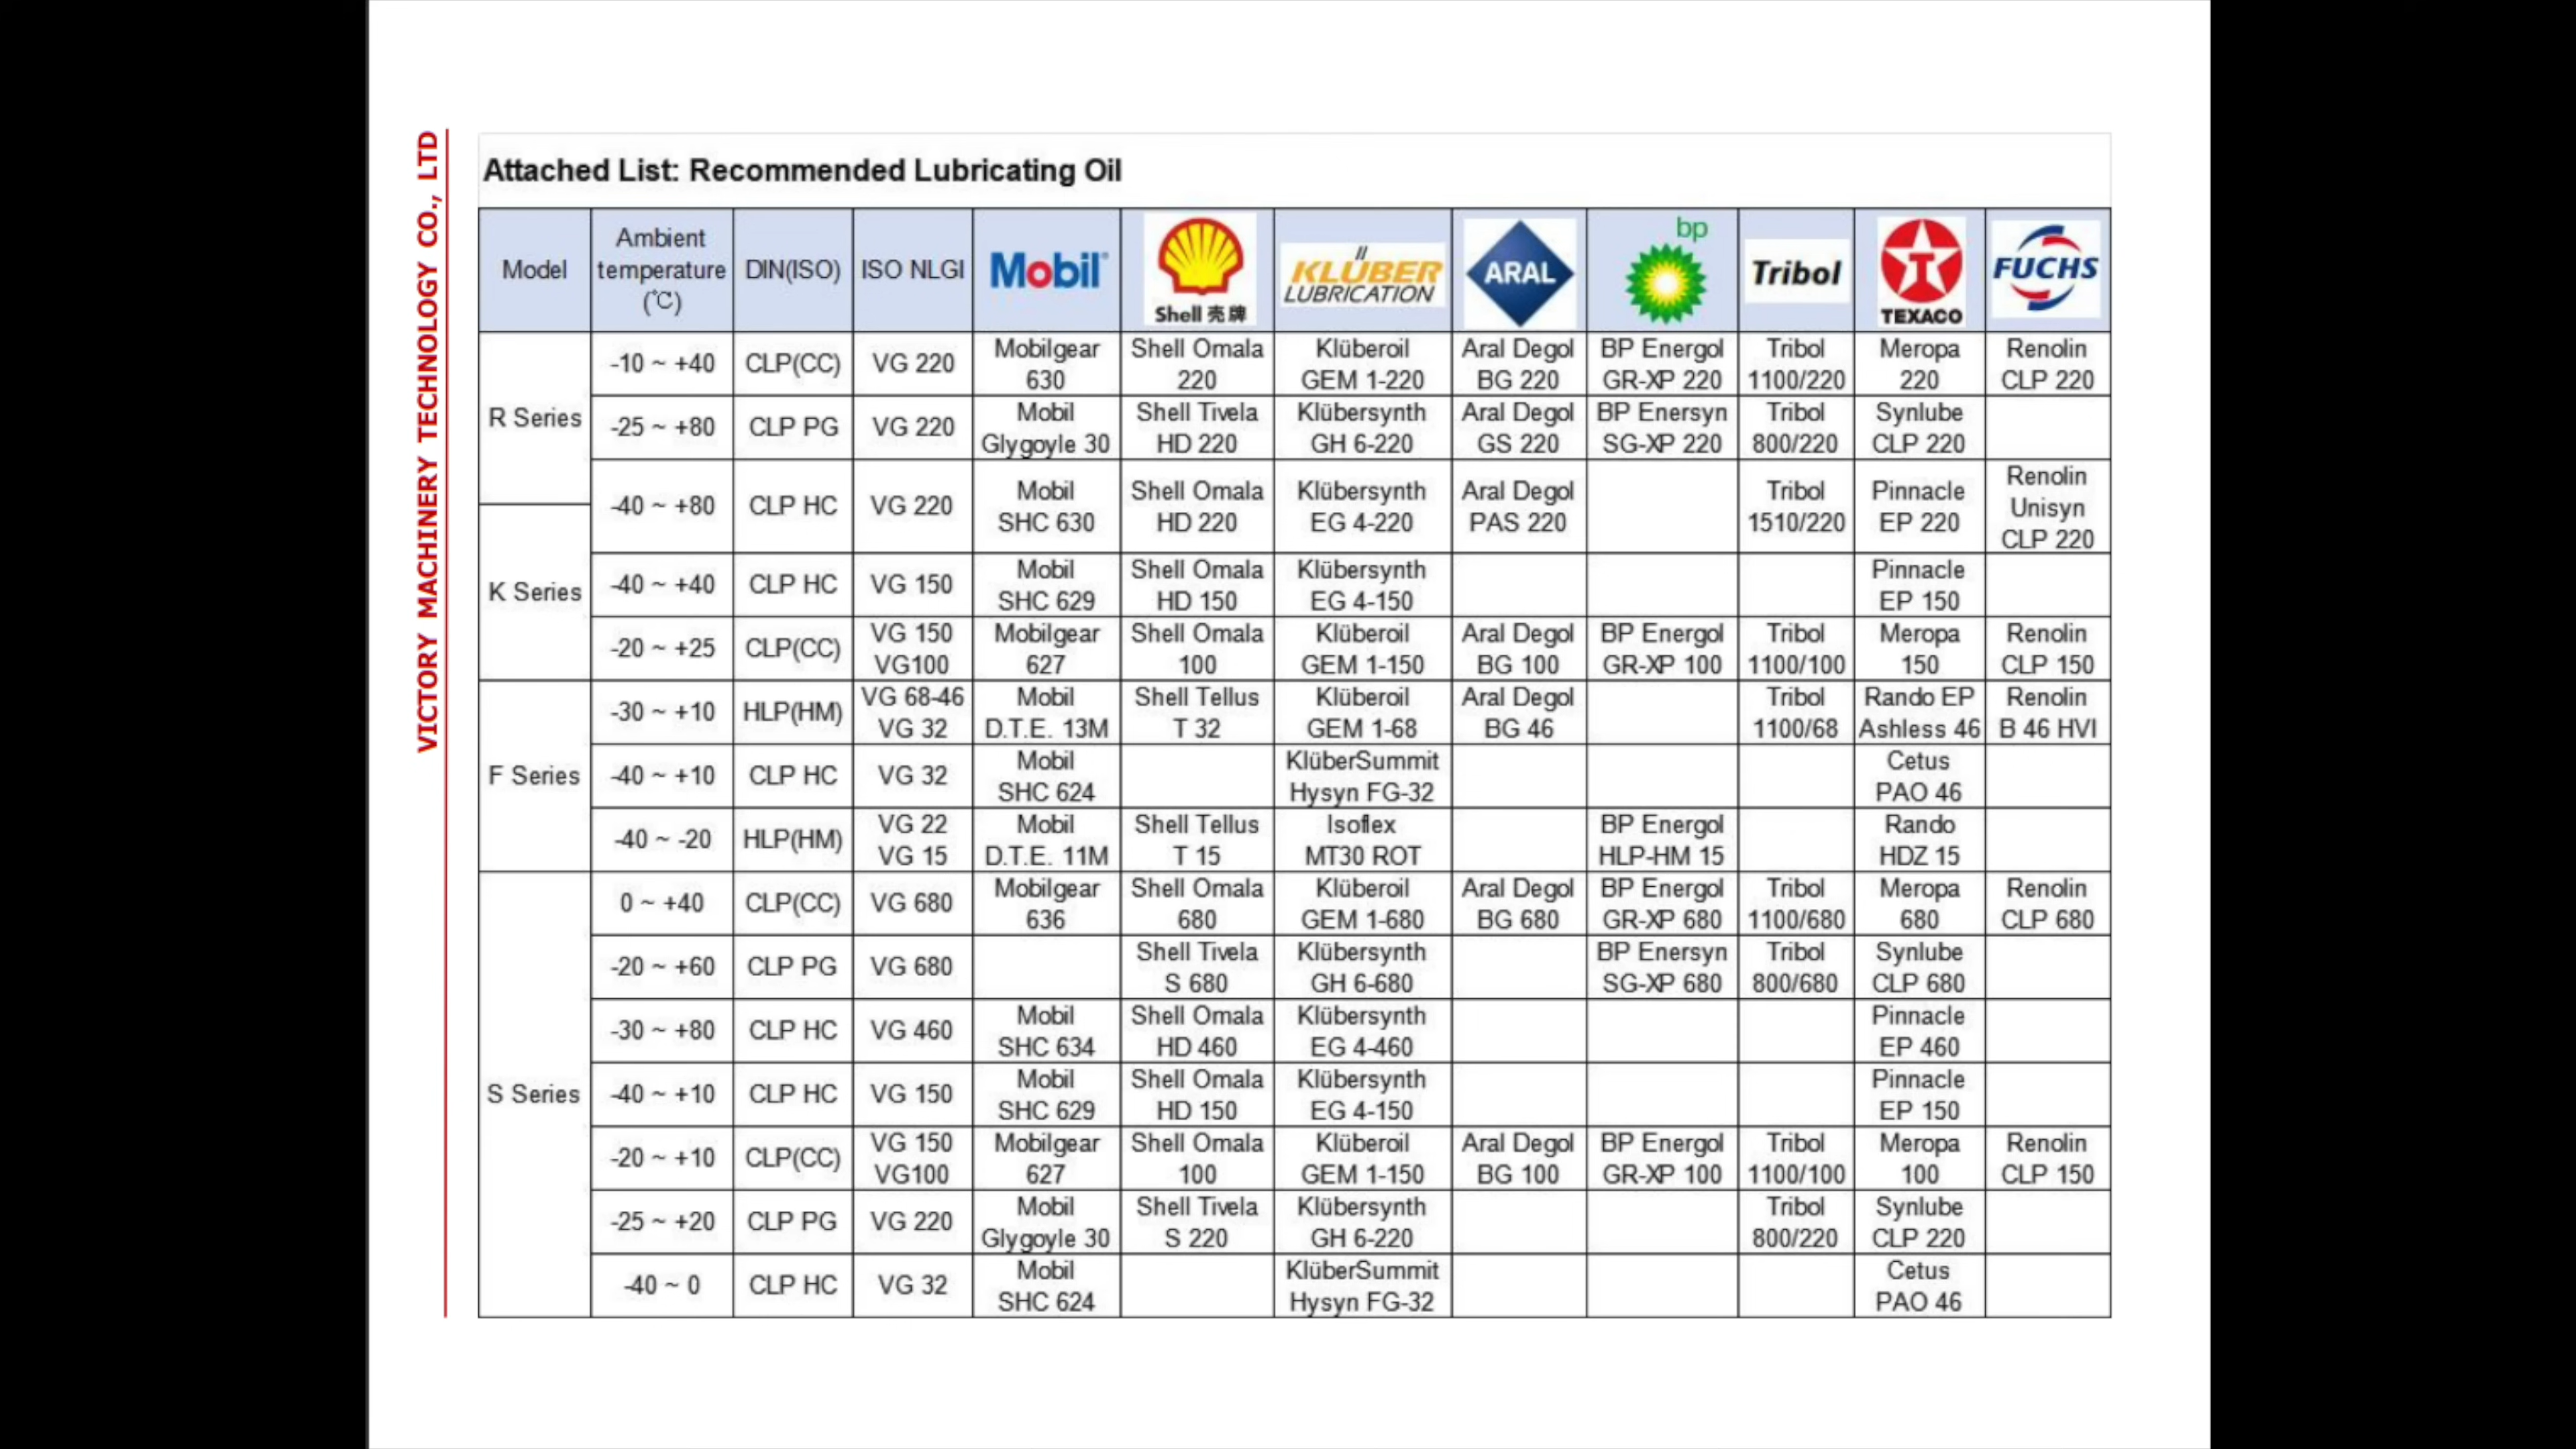 VICTORY MACHINERY TECHNOLOGY CO., LTD
Attached List: Recommended Lubricating Oil
Model
Ambient
temperature
(℃)
DIN(ISO)
ISO NLGI
Mobil
Shell 壳牌
KLÜBER
LUBRICATION
ARAL
bp
Tribol
TEXACO
FUCHS
R Series
-10 ~ +40
CLP(CC)
VG 220
Mobilgear
630
Shell Omala
220
Klüberoil
GEM 1-220
Aral Degol
BG 220
BP Energol
GR-XP 220
Tribol
1100/220
Meropa
220
Renolin
CLP 220
-25 ~ +80
CLP PG
VG 220
Mobil
Glygoyle 30
Shell Tivela
HD 220
Klübersynth
GH 6-220
Aral Degol
GS 220
BP Enersyn
SG-XP 220
Tribol
800/220
Synlube
CLP 220
-40 ~ +80
CLP HC
VG 220
Mobil
SHC 630
Shell Omala
HD 220
Klübersynth
EG 4-220
Aral Degol
PAS 220
Tribol
1510/220
Pinnacle
EP 220
Renolin
Unisyn
CLP 220
K Series
-40 ~ +40
CLP HC
VG 150
Mobil
SHC 629
Shell Omala
HD 150
Klübersynth
EG 4-150
Pinnacle
EP 150
-20 ~ +25
CLP(CC)
VG 150
VG100
Mobilgear
627
Shell Omala
100
Klüberoil
GEM 1-150
Aral Degol
BG 100
BP Energol
GR-XP 100
Tribol
1100/100
Meropa
150
Renolin
CLP 150
F Series
-30 ~ +10
HLP(HM)
VG 68-46
VG 32
Mobil
D.T.E. 13M
Shell Tellus
T 32
Klüberoil
GEM 1-68
Aral Degol
BG 46
Tribol
1100/68
Rando EP
Ashless 46
Renolin
B 46 HVI
-40 ~ +10
CLP HC
VG 32
Mobil
SHC 624
KlüberSummit
Hysyn FG-32
Cetus
PAO 46
-40 ~ -20
HLP(HM)
VG 22
VG 15
Mobil
D.T.E. 11M
Shell Tellus
T 15
Isoflex
MT30 ROT
BP Energol
HLP-HM 15
Rando
HDZ 15
S Series
0 ~ +40
CLP(CC)
VG 680
Mobilgear
636
Shell Omala
680
Klüberoil
GEM 1-680
Aral Degol
BG 680
BP Energol
GR-XP 680
Tribol
1100/680
Meropa
680
Renolin
CLP 680
-20 ~ +60
CLP PG
VG 680
Shell Tivela
S 680
Klübersynth
GH 6-680
BP Enersyn
SG-XP 680
Tribol
800/680
Synlube
CLP 680
-30 ~ +80
CLP HC
VG 460
Mobil
SHC 634
Shell Omala
HD 460
Klübersynth
EG 4-460
Pinnacle
EP 460
-40 ~ +10
CLP HC
VG 150
Mobil
SHC 629
Shell Omala
HD 150
Klübersynth
EG 4-150
Pinnacle
EP 150
-20 ~ +10
CLP(CC)
VG 150
VG100
Mobilgear
627
Shell Omala
100
Klüberoil
GEM 1-150
Aral Degol
BG 100
BP Energol
GR-XP 100
Tribol
1100/100
Meropa
100
Renolin
CLP 150
-25 ~ +20
CLP PG
VG 220
Mobil
Glygoyle 30
Shell Tivela
S 220
Klübersynth
GH 6-220
Tribol
800/220
Synlube
CLP 220
-40 ~ 0
CLP HC
VG 32
Mobil
SHC 624
KlüberSummit
Hysyn FG-32
Cetus
PAO 46